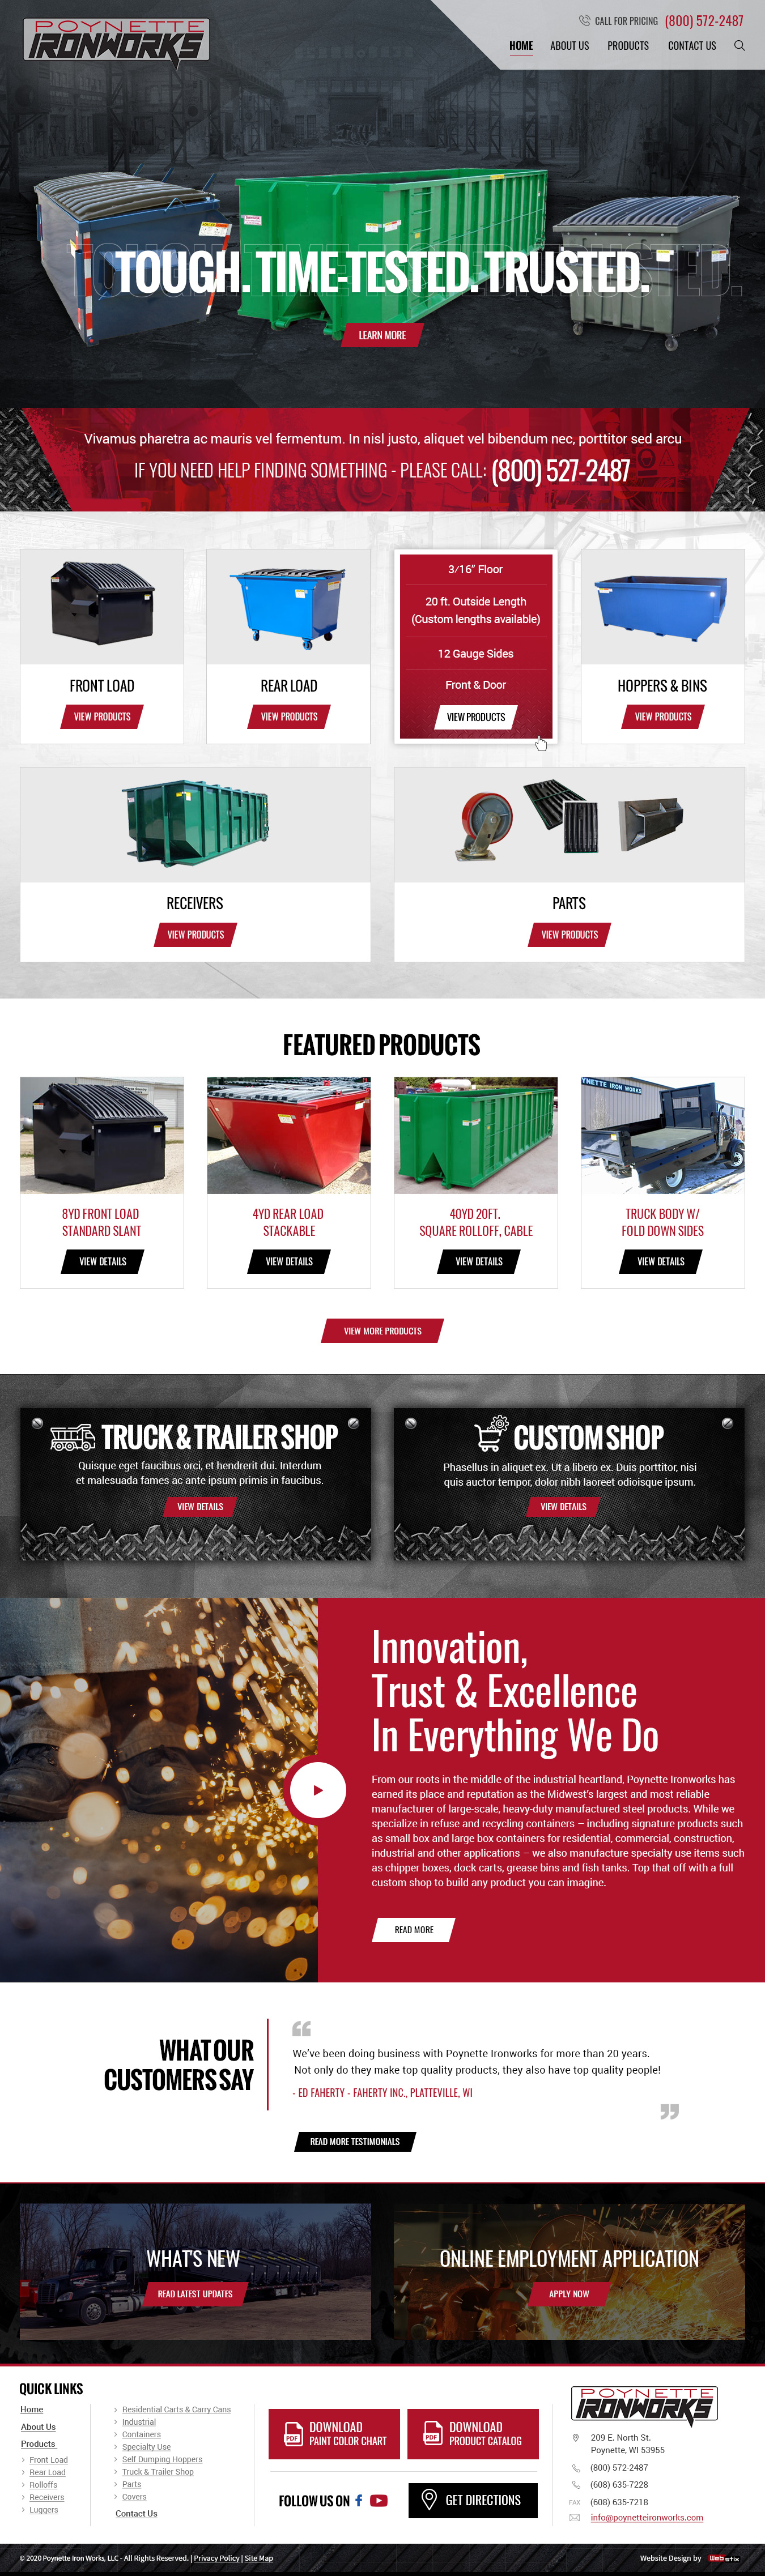 POYNETTE
IRONWORKS
CALL FOR PRICING (800) 572-2487
HOME ABOUT US PRODUCTS CONTACT US
TOUGH. TIME-TESTED. TRUSTED.
LEARN MORE
Vivamus pharetra ac mauris vel fermentum. In nisl justo, aliquet vel bibendum nec, porttitor sed arcu
IF YOU NEED HELP FINDING SOMETHING - PLEASE CALL: (800) 527-2487
FRONT LOAD
VIEW PRODUCTS
REAR LOAD
VIEW PRODUCTS
3/16” Floor
20 ft. Outside Length
(Custom lengths available)
12 Gauge Sides
Front & Door
VIEW PRODUCTS
HOPPERS & BINS
VIEW PRODUCTS
RECEIVERS
VIEW PRODUCTS
PARTS
VIEW PRODUCTS
FEATURED PRODUCTS
8YD FRONT LOAD
STANDARD SLANT
VIEW DETAILS
4YD REAR LOAD
STACKABLE
VIEW DETAILS
40YD 20FT.
SQUARE ROLLOFF, CABLE
VIEW DETAILS
YNETTE IRON WORKS
TRUCK BODY W/
FOLD DOWN SIDES
VIEW DETAILS
VIEW MORE PRODUCTS
TRUCK & TRAILER SHOP
Quisque eget faucibus orci, et hendrerit dui. Interdum
et malesuada fames ac ante ipsum primis in faucibus.
VIEW DETAILS
CUSTOM SHOP
Phasellus in aliquet ex. Ut a libero ex. Duis porttitor, nisi
quis auctor tempor, dolor nibh laoreet odioisque ipsum.
VIEW DETAILS
Innovation,
Trust & Excellence
In Everything We Do
From our roots in the middle of the industrial heartland, Poynette Ironworks has
earned its place and reputation as the Midwest’s largest and most reliable
manufacturer of large-scale, heavy-duty manufactured steel products. While we
specialize in refuse and recycling containers – including signature products such
as small box and large box containers for residential, commercial, construction,
industrial and other applications – we also manufacture specialty use items such
as chipper boxes, dock carts, grease bins and fish tanks. Top that off with a full
custom shop to build any product you can imagine.
READ MORE
WHAT OUR
CUSTOMERS SAY
We’ve been doing business with Poynette Ironworks for more than 20 years.
Not only do they make top quality products, they also have top quality people!
- ED FAHERTY - FAHERTY INC., PLATTEVILLE, WI
READ MORE TESTIMONIALS
WHAT'S NEW
READ LATEST UPDATES
ONLINE EMPLOYMENT APPLICATION
APPLY NOW
QUICK LINKS
Home
About Us
Products
Front Load
Rear Load
Rolloffs
Receivers
Luggers
Residential Carts & Carry Cans
Industrial
Containers
Specialty Use
Self Dumping Hoppers
Truck & Trailer Shop
Parts
Covers
Contact Us
PDF DOWNLOAD
PAINT COLOR CHART
PDF DOWNLOAD
PRODUCT CATALOG
FOLLOW US ON
GET DIRECTIONS
POYNETTE
IRONWORKS
209 E. North St.
Poynette, WI 53955
(800) 572-2487
(608) 635-7228
FAX (608) 635-7218
info@poynetteironworks.com
© 2020 Poynette Iron Works, LLC - All Rights Reserved. | Privacy Policy | Site Map
Website Design by Web stix